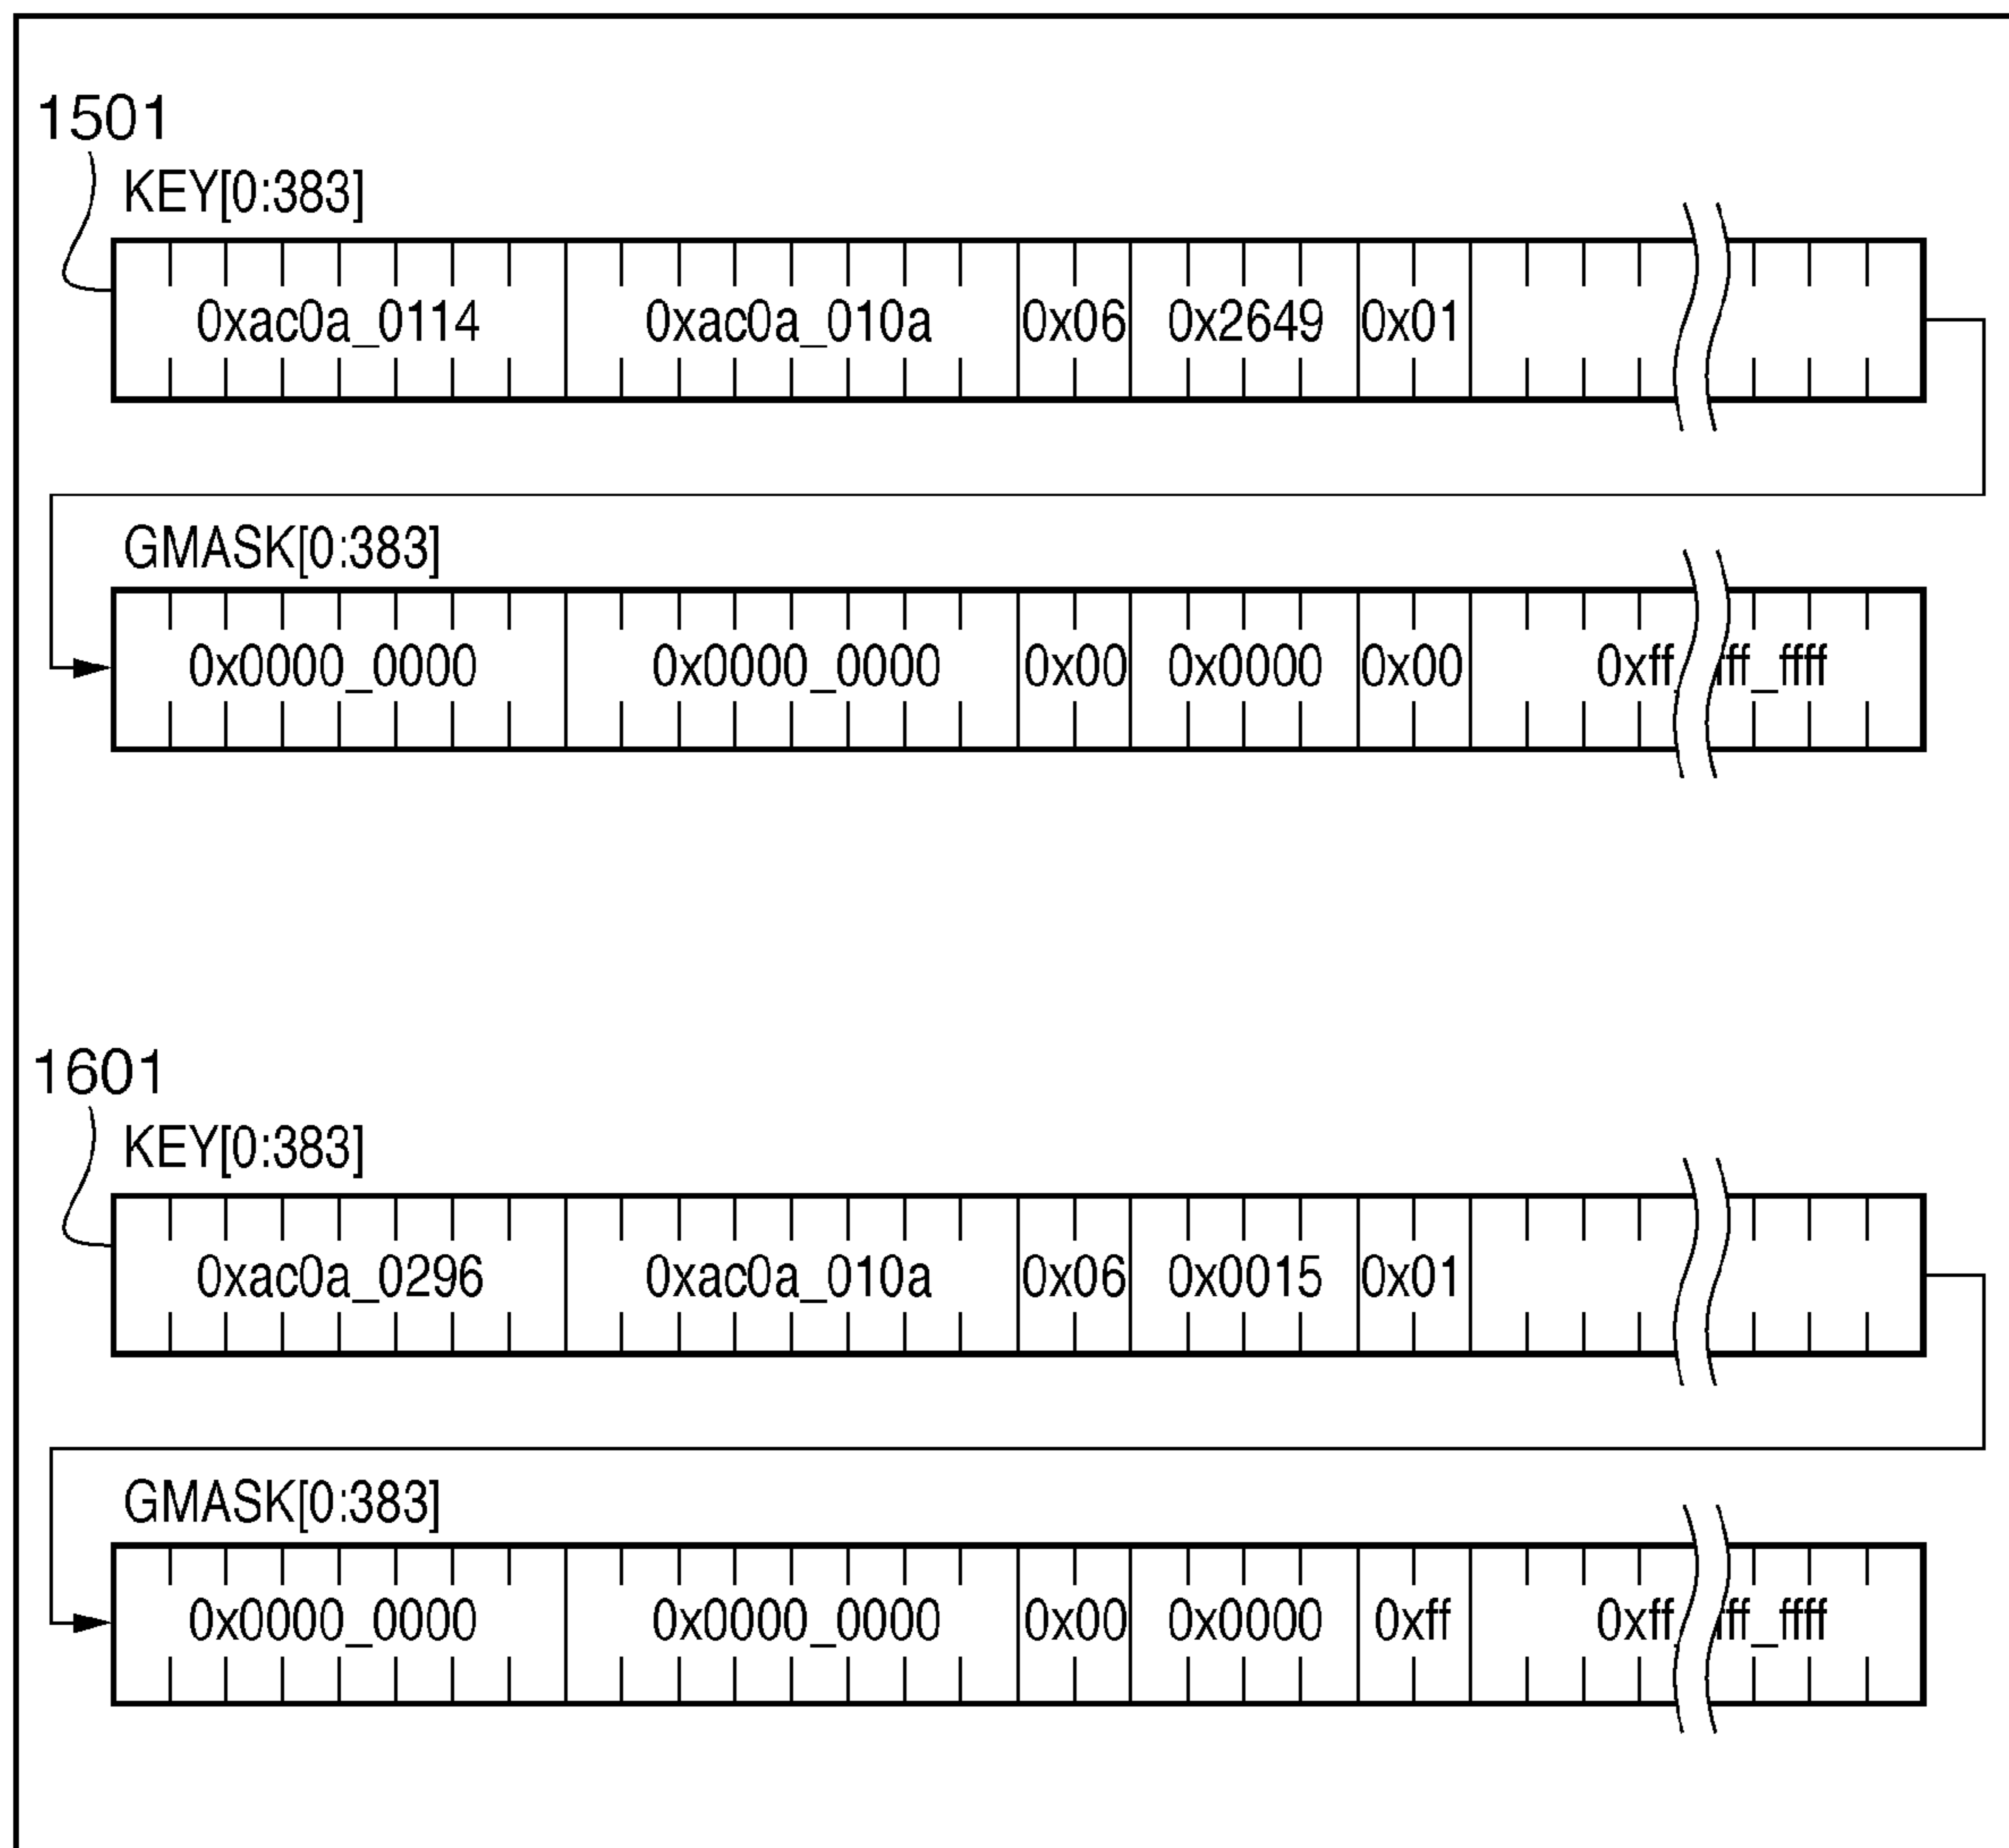 1501
KEY[0:383]
0xac0a_0114 0xac0a_010a 0x06 0x2649 0x01
GMASK[0:383]
0x0000_0000 0x0000_0000 0x00 0x0000 0x00 0xff ff_ffff
1601
KEY[0:383]
0xac0a_0296 0xac0a_010a 0x06 0x0015 0x01
GMASK[0:383]
0x0000_0000 0x0000_0000 0x00 0x0000 0xff 0xff ff_ffff